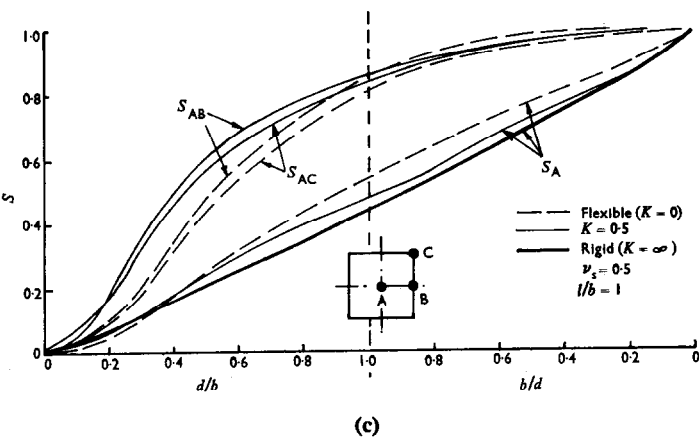 1·0
0·8
0·6
0·4
0·2
0
S
S_AB
S_AC
S_A
Flexible (K = 0)
K = 0·5
Rigid (K = ∞)
ν_s = 0·5
l/b = 1
C
A
B
0
0·2
0·4
0·6
0·8
1·0
0·8
0·6
0·4
0·2
0
d/b
b/d
(c)